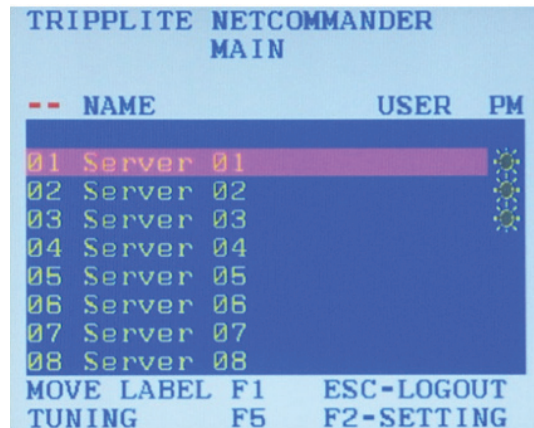 TRIPPLITE NETCOMMANDER
MAIN
-- NAME USER PM
01 Server 01
02 Server 02
03 Server 03
04 Server 04
05 Server 05
06 Server 06
07 Server 07
08 Server 08
MOVE LABEL F1 ESC-LOGOUT
TUNING F5 F2-SETTING